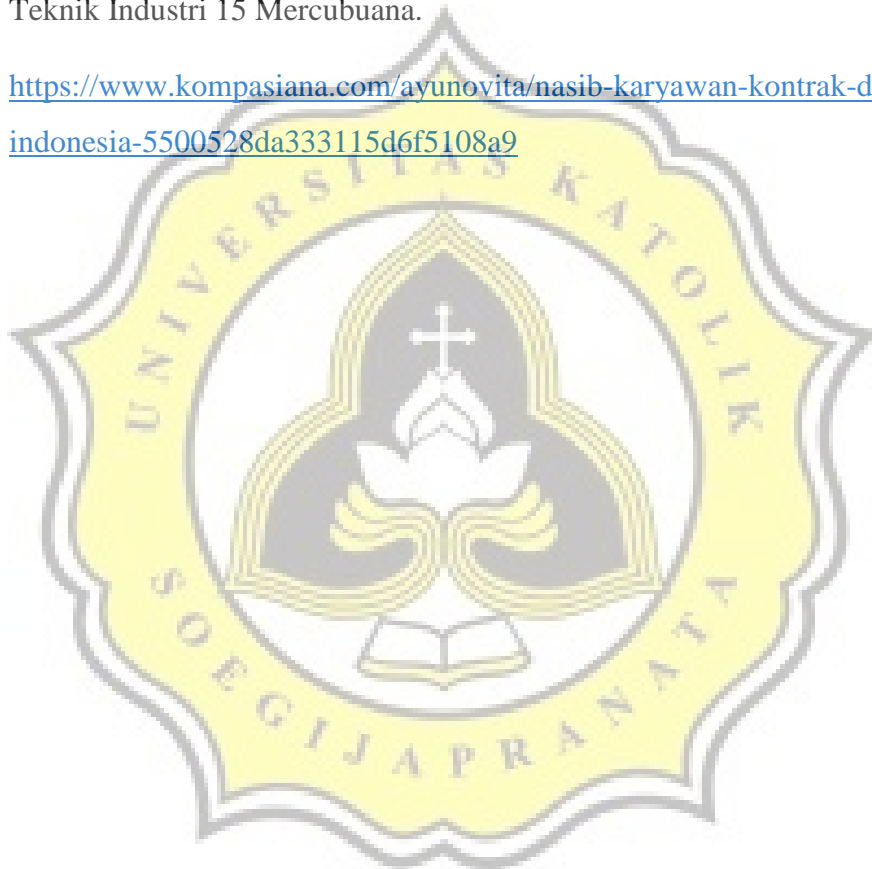 Teknik Industri 15 Mercubuana.
https://www.kompasiana.com/ayunovita/nasib-karyawan-kontrak-d
indonesia-5500528da333115d6f5108a9
UNIVERSITAS KATOLIK
SOEGIJAPRANATA